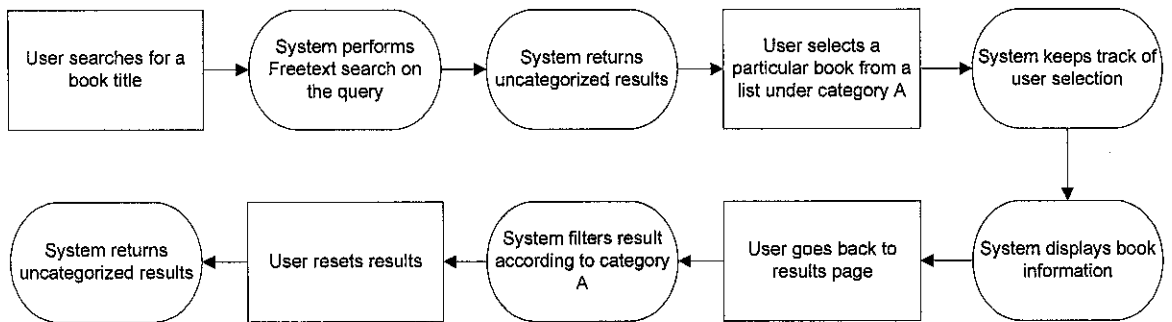 User searches for a
book title
System performs
Freetext search on
the query
System returns
uncategorized results
User selects a
particular book from a
list under category A
System keeps track of
user selection
System displays book
information
User goes back to
results page
System filters result
according to category
A
User resets results
System returns
uncategorized results